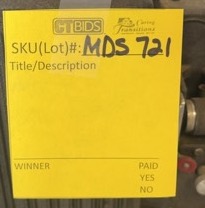 CTBIDS Caring Transitions
SKU(Lot)#: MDS 721
Title/Description
WINNER PAID
YES
NO